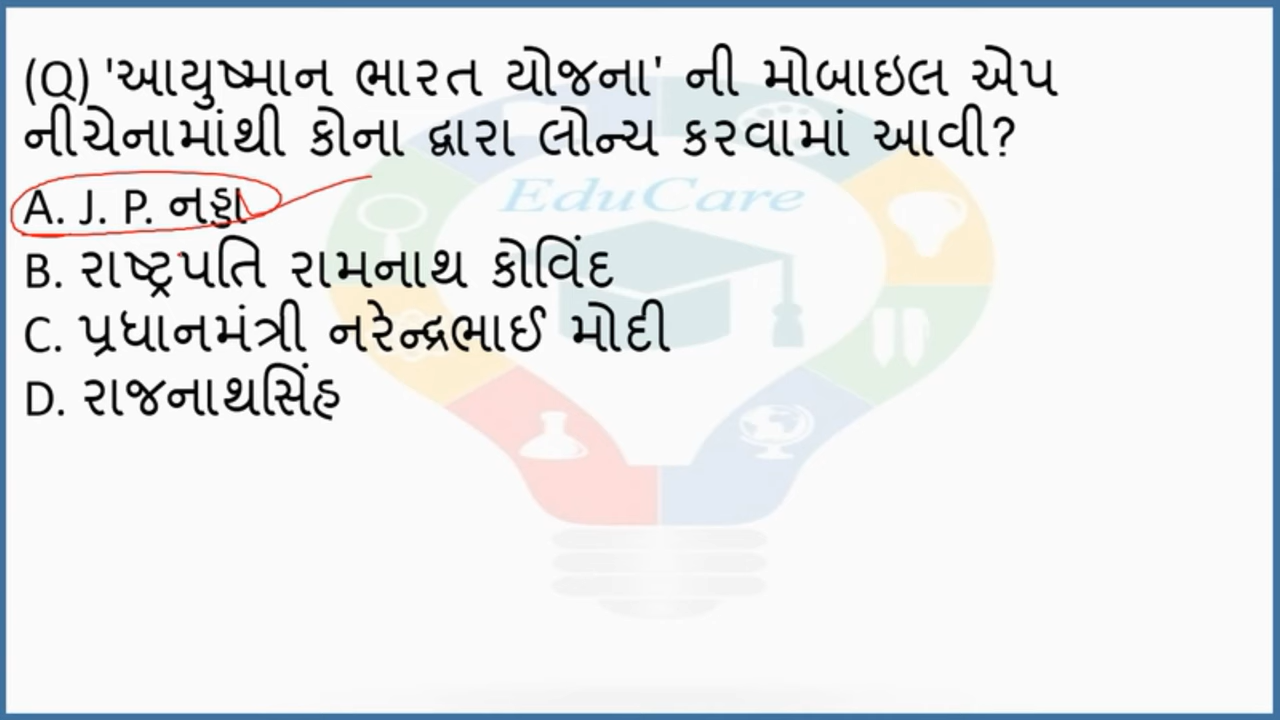 (Q) 'આયુષ્માન ભારત યોજના' ની મોબાઇલ એપ
નીચેનામાંથી કોના દ્વારા લોન્ચ કરવામાં આવી?
EduCare
A. J. P. નડ્ડા
B. રાષ્ટ્રપતિ રામનાથ કોવિંદ
C. પ્રધાનમંત્રી નરેન્દ્રભાઈ મોદી
D. રાજનાથસિંહ